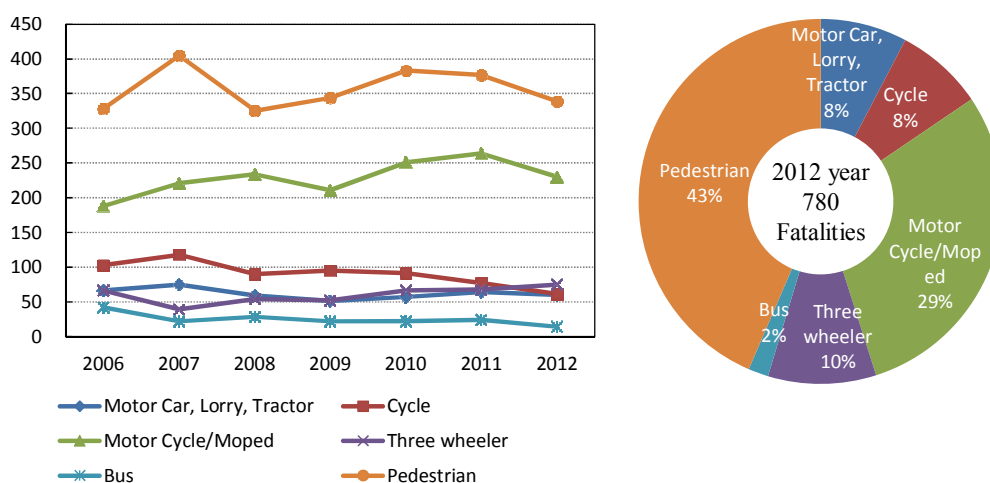 450
400
350
300
250
200
150
100
50
0
2006 2007 2008 2009 2010 2011 2012
Motor Car, Lorry, Tractor
Cycle
Motor Cycle/Moped
Three wheeler
Bus
Pedestrian
Motor Car,
Lorry,
Tractor
8%
Cycle
8%
Motor
Cycle/Mop
ed
29%
Three
wheeler
10%
Bus
2%
Pedestrian
43%
2012 year
780
Fatalities